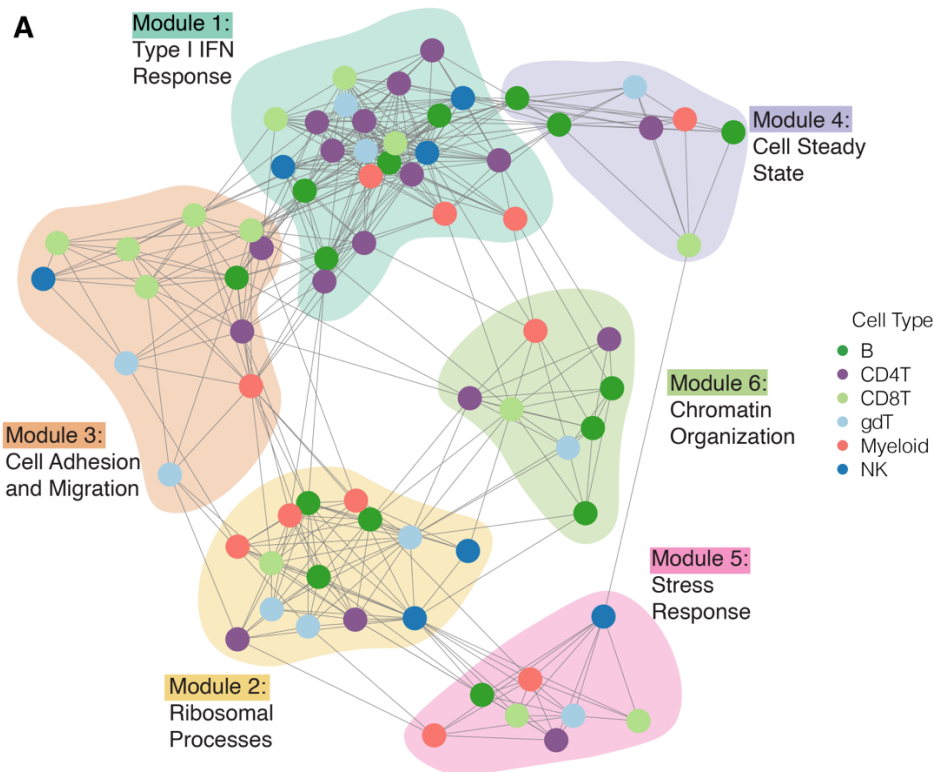 A
Module 1:
Type I IFN
Response
Module 4:
Cell Steady
State
Module 3:
Cell Adhesion
and Migration
Module 6:
Chromatin
Organization
Cell Type
B
CD4T
CD8T
gdT
Myeloid
NK
Module 5:
Stress
Response
Module 2:
Ribosomal
Processes